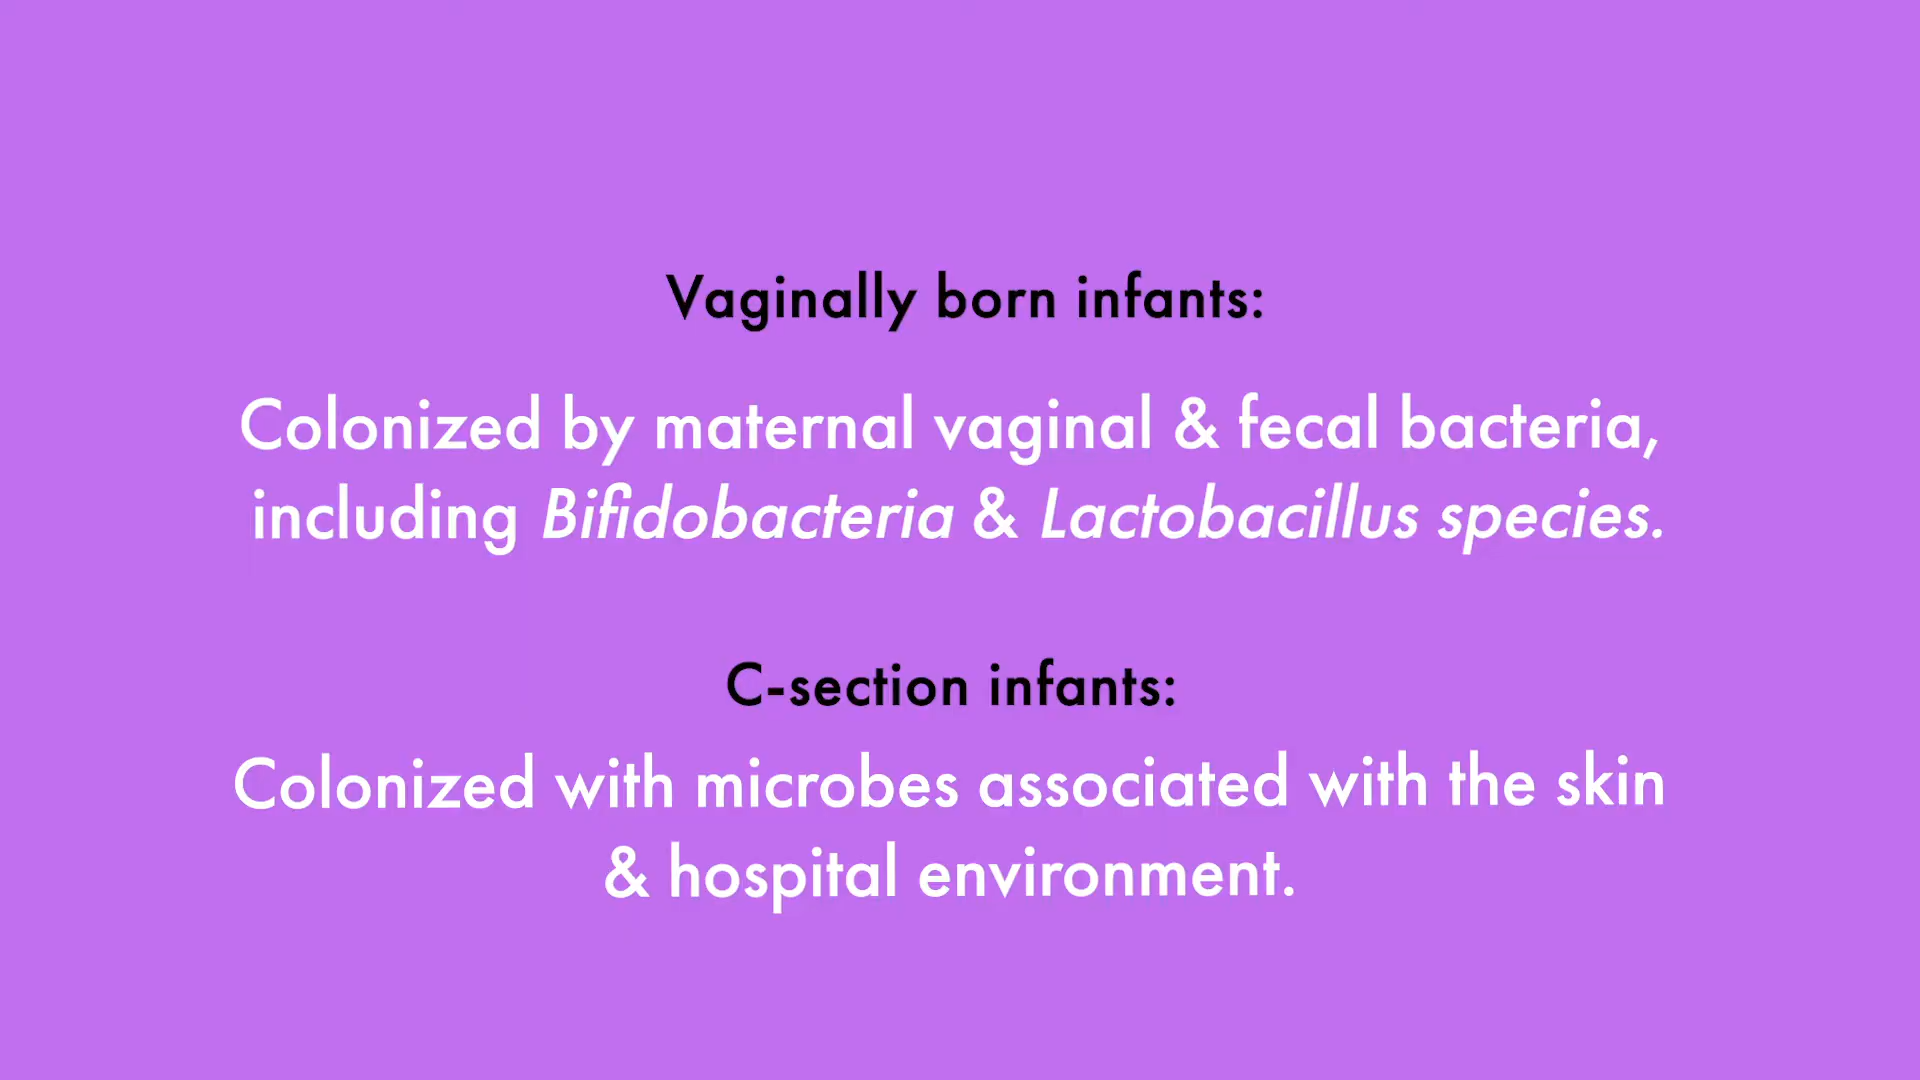 Vaginally born infants:
Colonized by maternal vaginal & fecal bacteria,
including Bifidobacteria & Lactobacillus species.
C-section infants:
Colonized with microbes associated with the skin
& hospital environment.